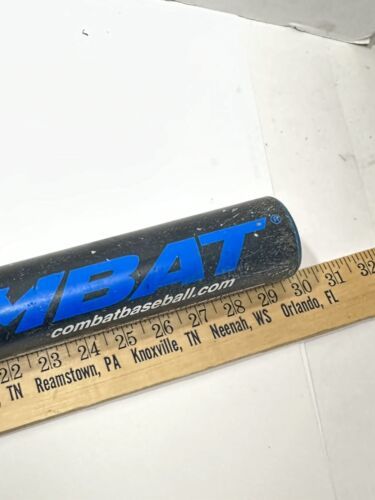 MBAT®
combatbaseball.com
22 23 24 25 26 27 28 29 30 31 32
TN Reamstown, PA Knoxville, TN Neenah, WS Orlando, FL